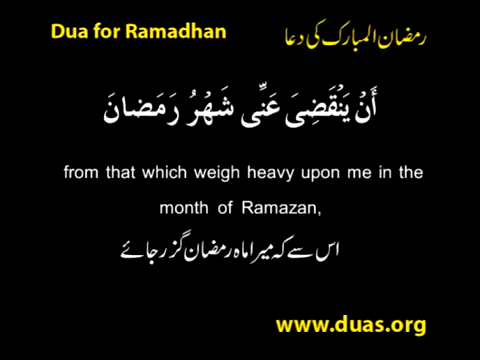 Dua for Ramadhan
رمضان المبارک کی دعا
أَنْ يَنْقَضِيَ عَنِّي شَهْرُ رَمَضانَ
from that which weigh heavy upon me in the
month of Ramazan,
اس سے کہ میرا ماہ رمضان گزر جائے
www.duas.org